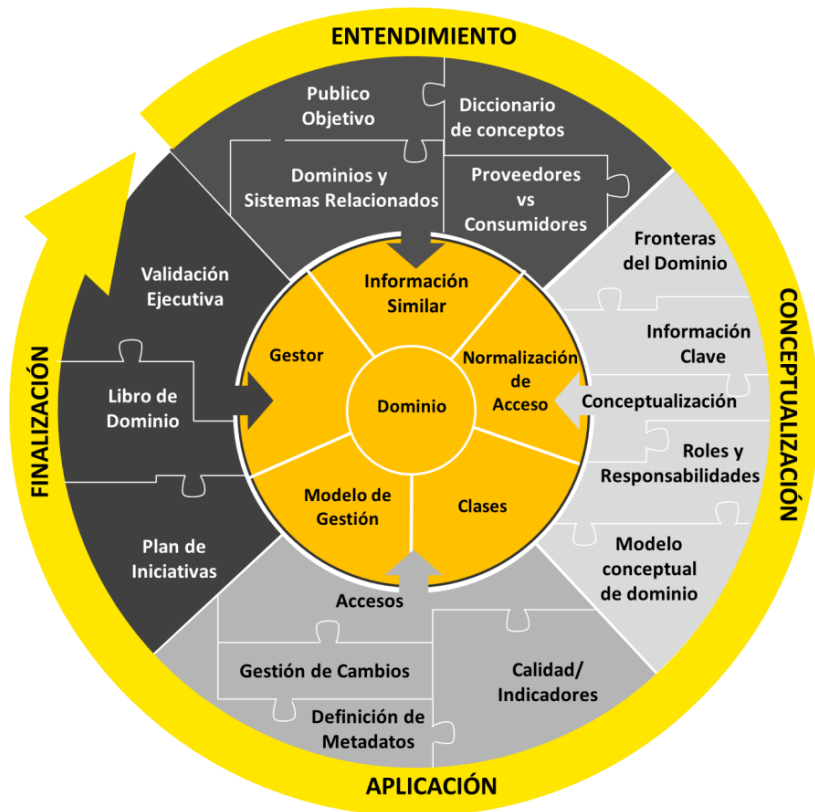 ENTENDIMIENTO
Publico
Objetivo
Diccionario
de conceptos
Dominios y
Sistemas Relacionados
Proveedores
vs
Consumidores
CONCEPTUALIZACIÓN
Fronteras
del Dominio
Información
Clave
Conceptualización
Roles y
Responsabilidades
Modelo
conceptual
de dominio
APLICACIÓN
Accesos
Gestión de Cambios
Definición de
Metadatos
Calidad/
Indicadores
FINALIZACIÓN
Validación
Ejecutiva
Libro de
Dominio
Plan de
Iniciativas
Información
Similar
Normalización
de
Acceso
Clases
Modelo de
Gestión
Gestor
Dominio